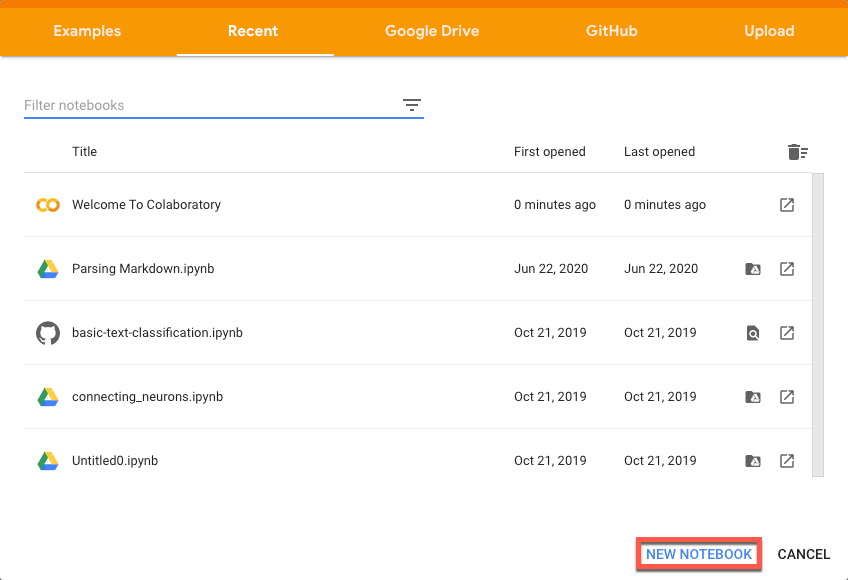 Examples Recent Google Drive GitHub Upload
Filter notebooks
Title First opened Last opened
Welcome To Colaboratory 0 minutes ago 0 minutes ago
Parsing Markdown.ipynb Jun 22, 2020 Jun 22, 2020
basic-text-classification.ipynb Oct 21, 2019 Oct 21, 2019
connecting_neurons.ipynb Oct 21, 2019 Oct 21, 2019
Untitled0.ipynb Oct 21, 2019 Oct 21, 2019
NEW NOTEBOOK CANCEL